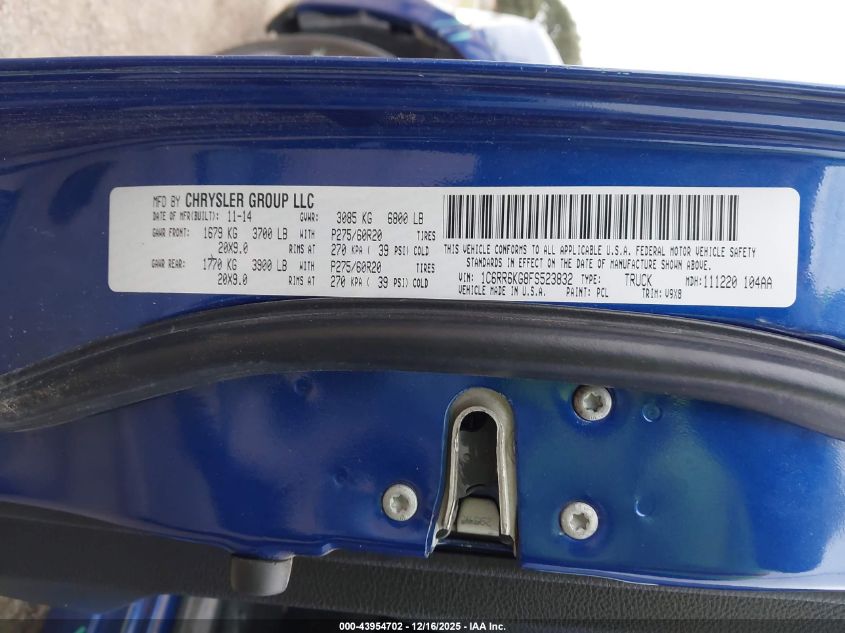 MFD BY CHRYSLER GROUP LLC
DATE OF MFR(BUILT): 11-14 GVWR: 3085 KG 6800 LB
GAWR FRONT: 1679 KG 3700 LB WITH P275/60R20 TIRES
20X9.0 RIMS AT 270 KPA ( 39 PSI) COLD
GAWR REAR: 1770 KG 3900 LB WITH P275/60R20 TIRES
20X9.0 RIMS AT 270 KPA ( 39 PSI) COLD
THIS VEHICLE CONFORMS TO ALL APPLICABLE U.S.A. FEDERAL MOTOR VEHICLE SAFETY
STANDARDS IN EFFECT ON THE DATE OF MANUFACTURE SHOWN ABOVE.
VIN: 1C6RR6KG8FS523832 TYPE: TRUCK MDH:111220 104AA
VEHICLE MADE IN U.S.A. PAINT: PCL TRIM: V9X8
000-43954702 - 12/16/2025 - IAA Inc.